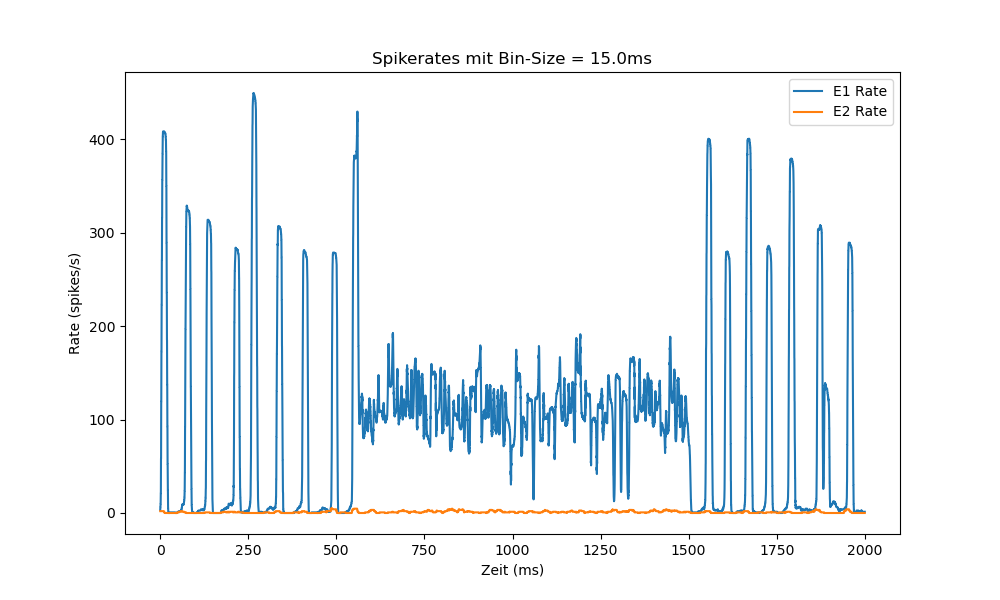 Spikerates mit Bin-Size = 15.0ms
E1 Rate
E2 Rate
Rate (spikes/s)
400
300
200
100
0
0 250 500 750 1000 1250 1500 1750 2000
Zeit (ms)